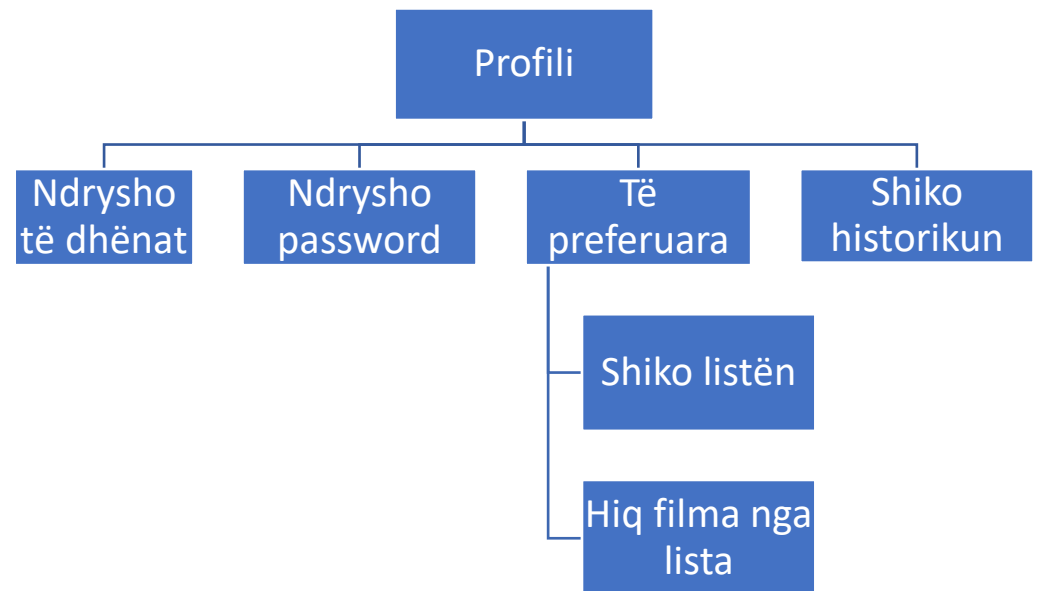 Profili
Ndrysho
të dhënat
Ndrysho
password
Të
preferuara
Shiko
historikun
Shiko listën
Hiq filma nga
lista